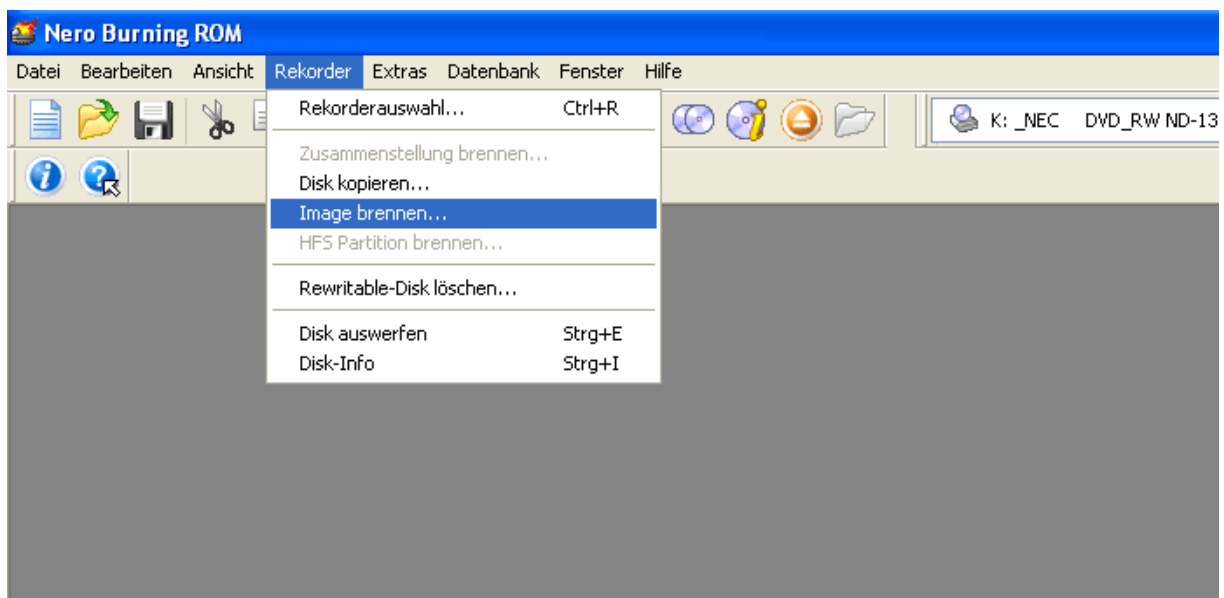 Nero Burning ROM
Datei Bearbeiten Ansicht Rekorder Extras Datenbank Fenster Hilfe
K: _NEC DVD_RW ND-13
Rekorderauswahl... Ctrl+R
Zusammenstellung brennen...
Disk kopieren...
Image brennen...
HFS Partition brennen...
Rewritable-Disk löschen...
Disk auswerfen Strg+E
Disk-Info Strg+I